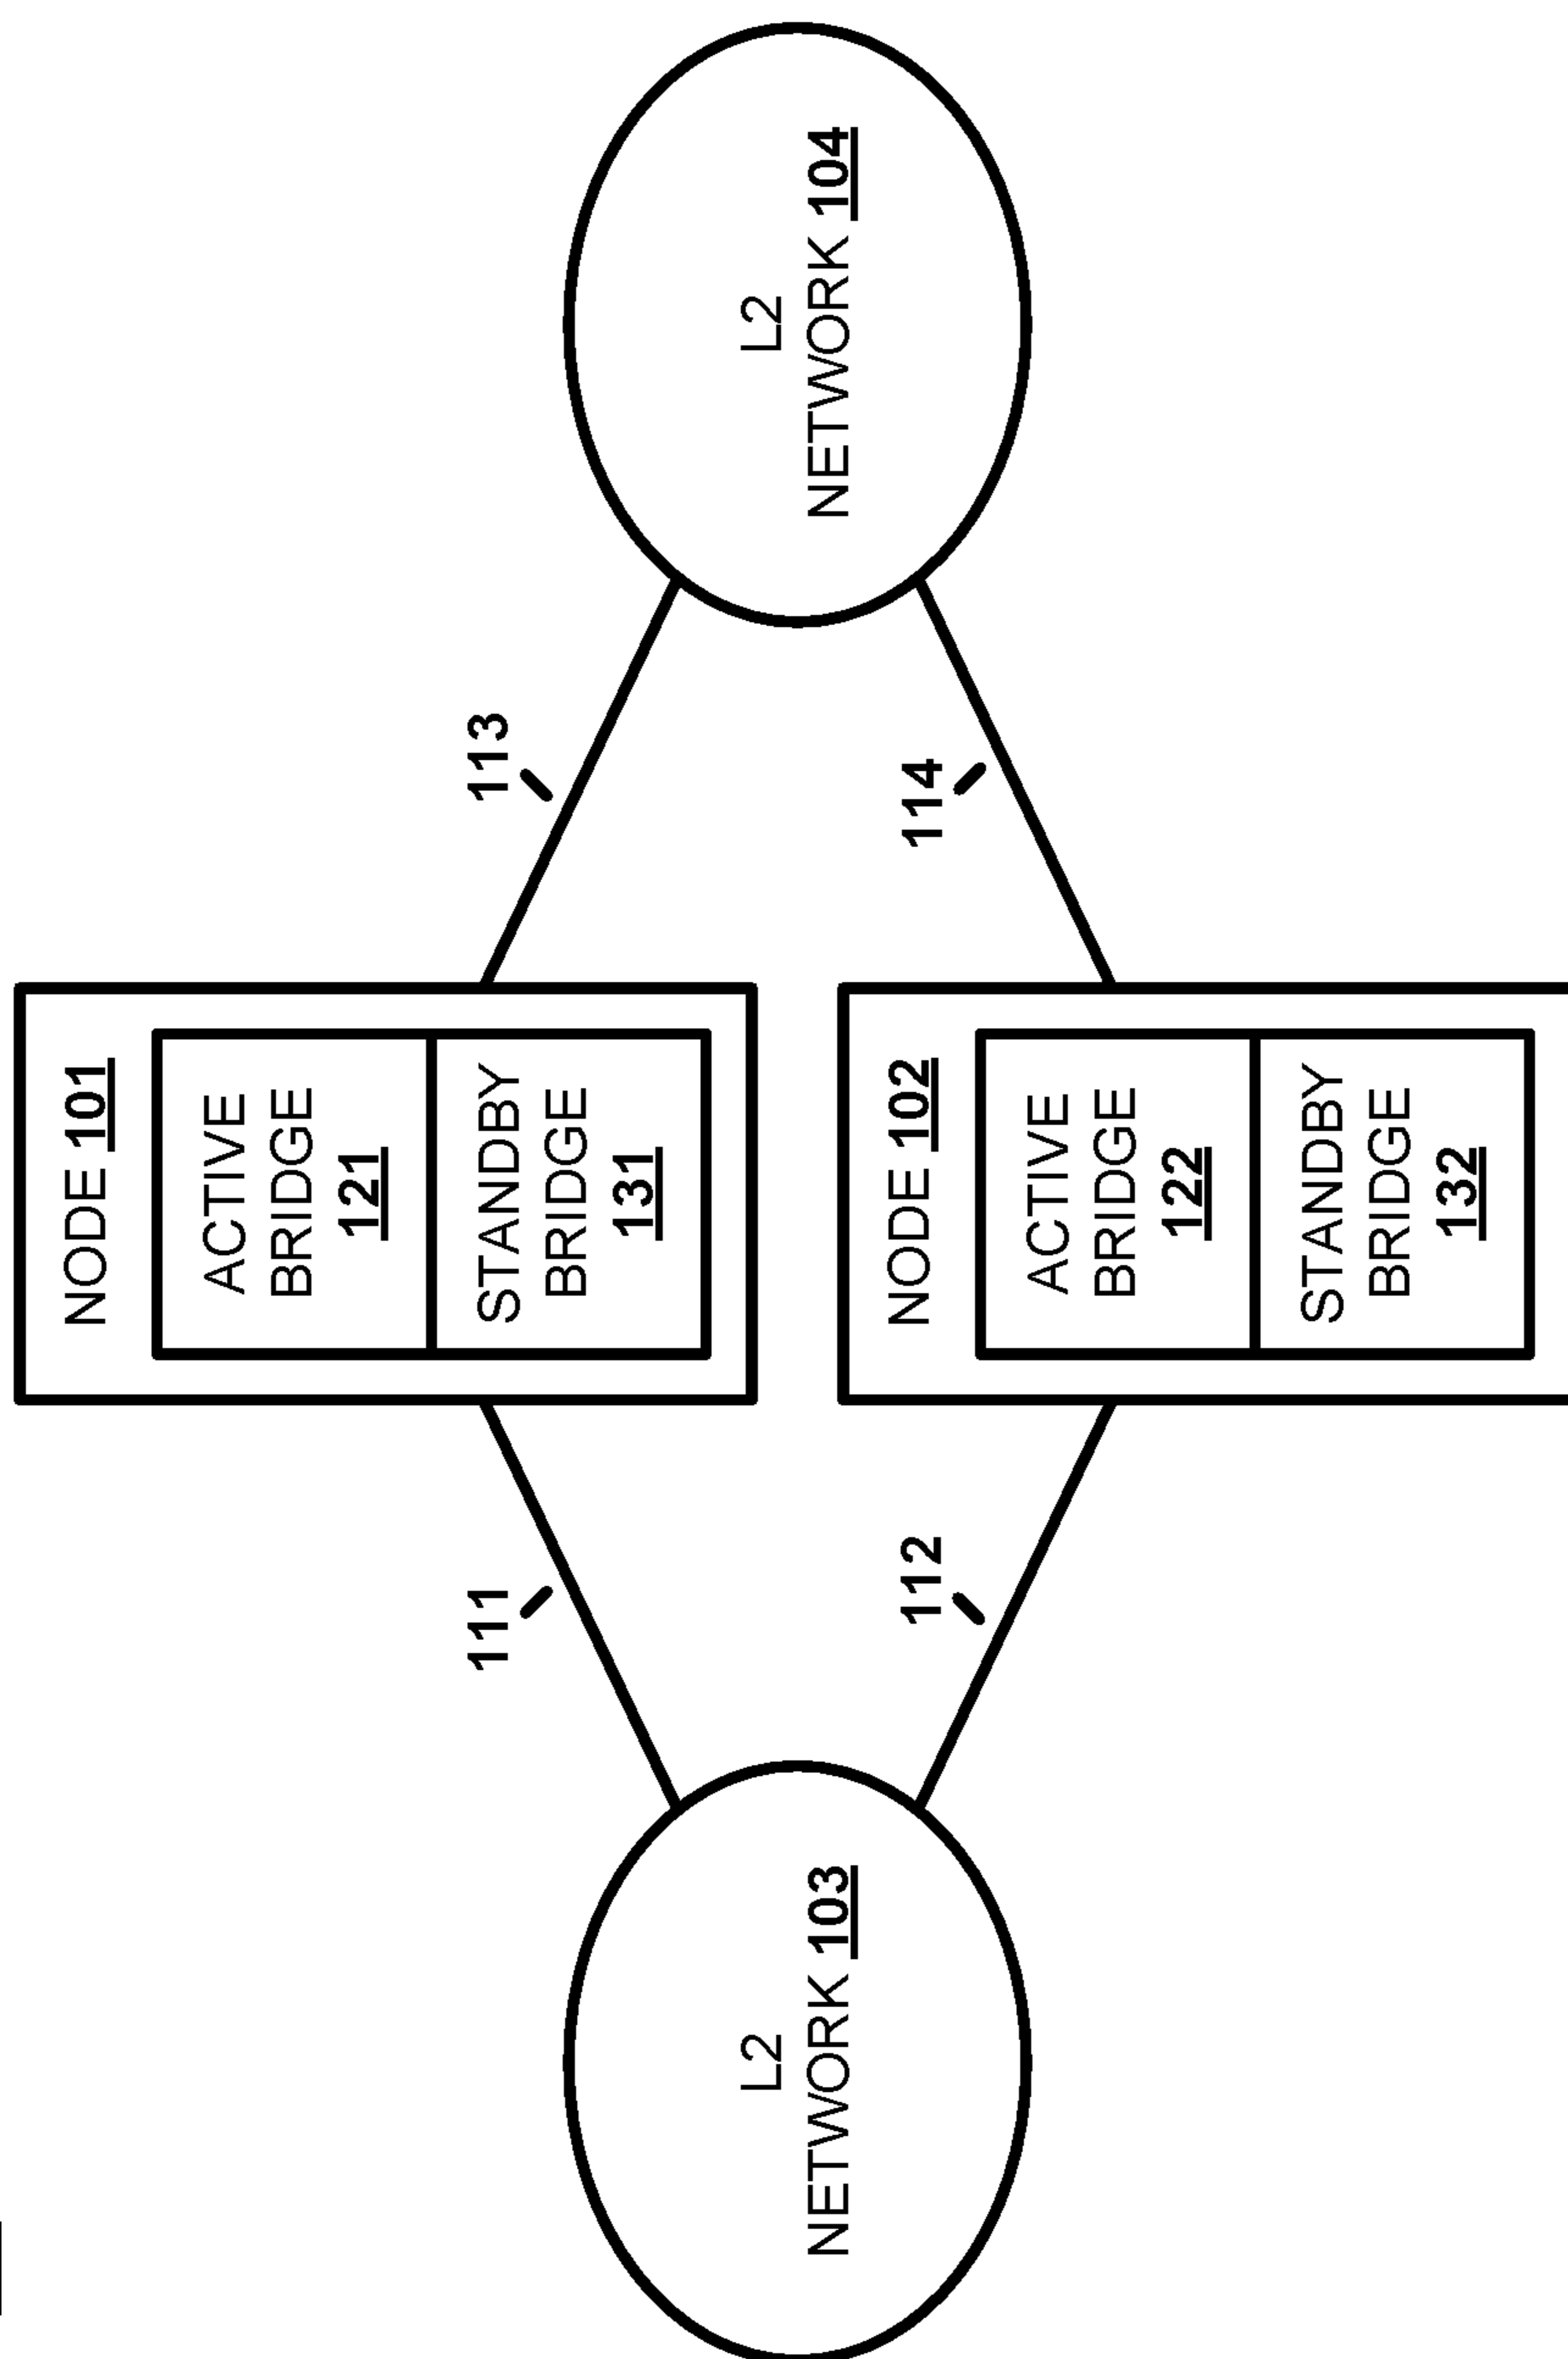 NODE 101
ACTIVE
BRIDGE
121
STANDBY
BRIDGE
131
111
113
L2
NETWORK 103
L2
NETWORK 104
112
114
NODE 102
ACTIVE
BRIDGE
122
STANDBY
BRIDGE
132